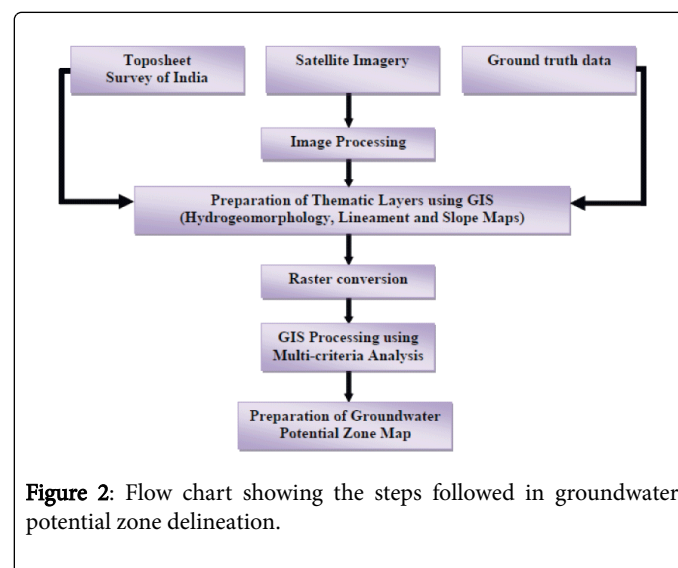 Toposheet
Survey of India
Satellite Imagery
Ground truth data
Image Processing
Preparation of Thematic Layers using GIS
(Hydrogeomorphology, Lineament and Slope Maps)
Raster conversion
GIS Processing using
Multi-criteria Analysis
Preparation of Groundwater
Potential Zone Map
Figure 2: Flow chart showing the steps followed in groundwater
potential zone delineation.